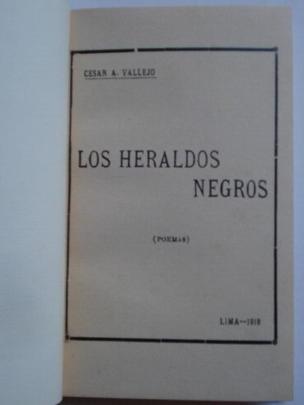 CESAR A. VALLEJO
LOS HERALDOS
NEGROS
(POEMAS)
LIMA—1918